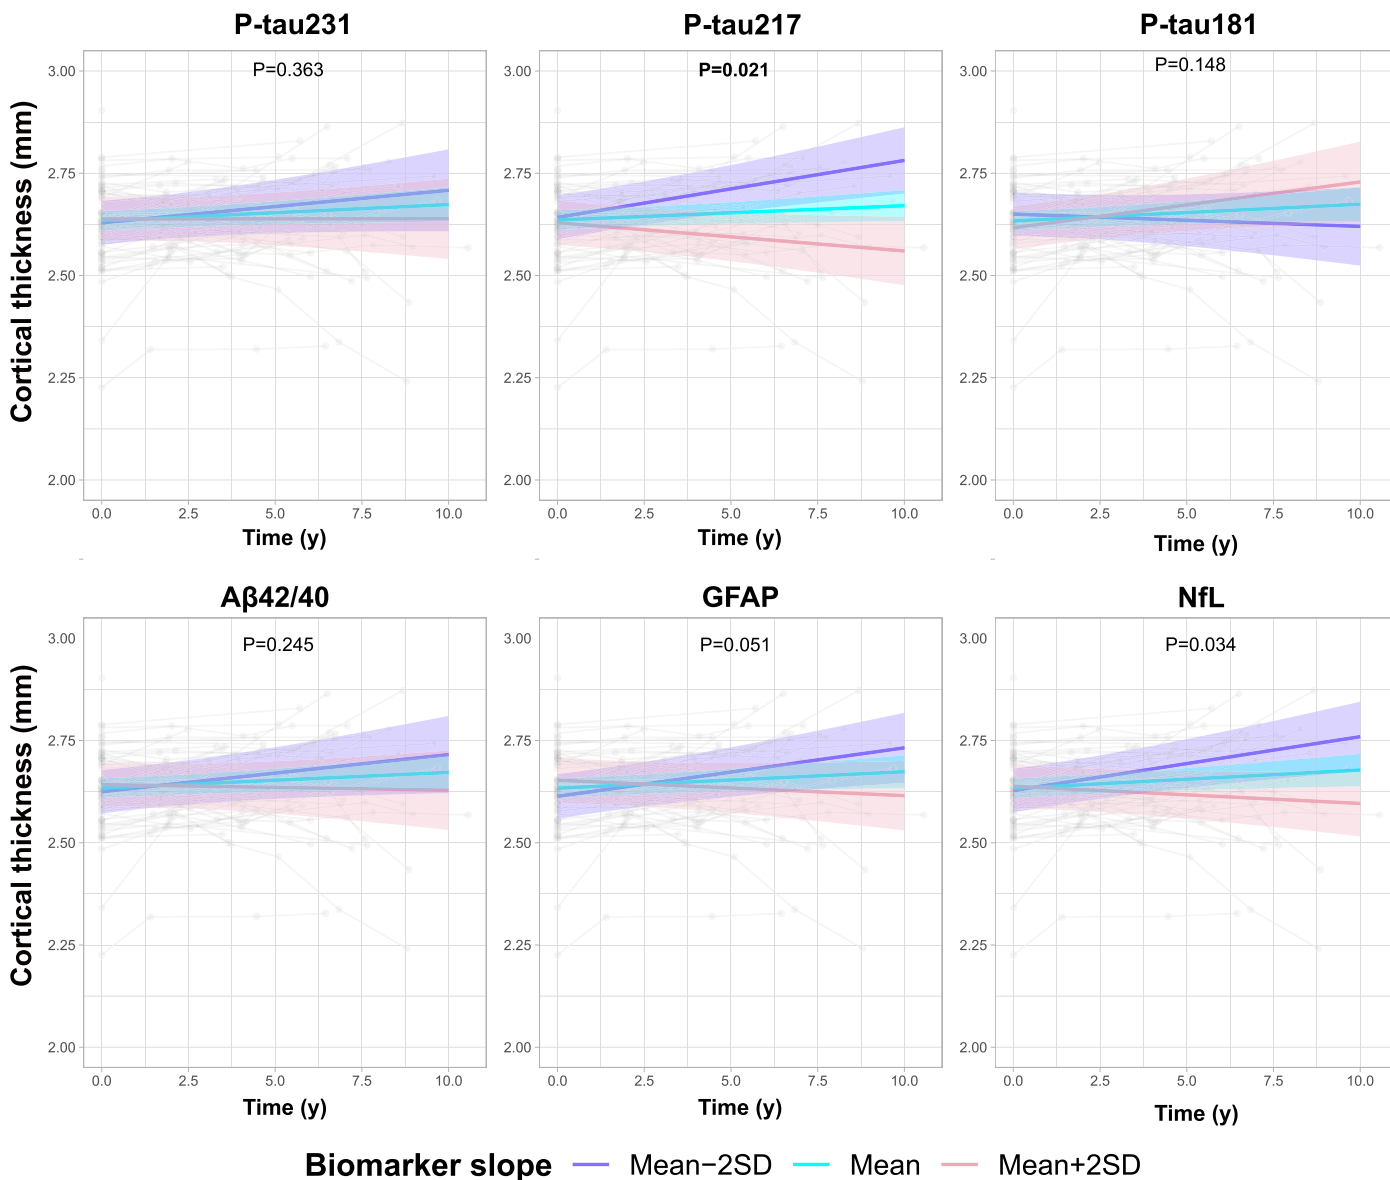 P-tau231 P-tau217 P-tau181
P=0.363 P=0.021 P=0.148
Cortical thickness (mm)
3.00 3.00 3.00
2.75 2.75 2.75
2.50 2.50 2.50
2.25 2.25 2.25
2.00 2.00 2.00
0.0 2.5 5.0 7.5 10.0 0.0 2.5 5.0 7.5 10.0 0.0 2.5 5.0 7.5 10.0
Time (y) Time (y) Time (y)
Aβ42/40 GFAP NfL
P=0.245 P=0.051 P=0.034
Cortical thickness (mm)
3.00 3.00 3.00
2.75 2.75 2.75
2.50 2.50 2.50
2.25 2.25 2.25
2.00 2.00 2.00
0.0 2.5 5.0 7.5 10.0 0.0 2.5 5.0 7.5 10.0 0.0 2.5 5.0 7.5 10.0
Time (y) Time (y) Time (y)
Biomarker slope Mean−2SD Mean Mean+2SD